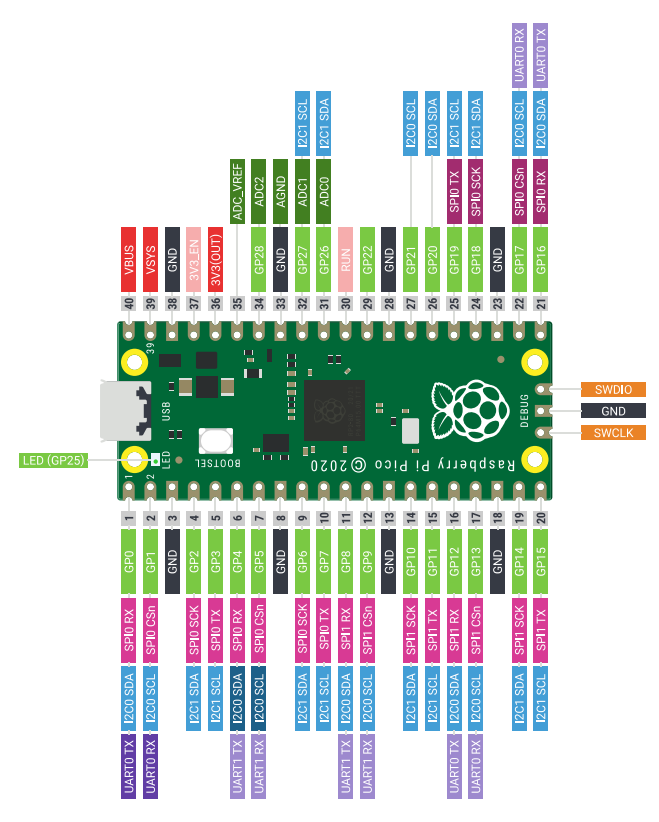 UART0 RX
UART0 TX
I2C1 SCL
I2C1 SDA
I2C0 SCL
I2C0 SDA
I2C1 SCL
I2C1 SDA
I2C0 SCL
I2C0 SDA
ADC_VREF
ADC2
AGND
ADC1
ADC0
SPI0 TX
SPI0 SCK
SPI0 CSn
SPI0 RX
VBUS
VSYS
GND
3V3_EN
3V3(OUT)
GP28
GND
GP27
GP26
RUN
GP22
GND
GP21
GP20
GP19
GP18
GND
GP17
GP16
40
39
38
37
36
35
34
33
32
31
30
29
28
27
26
25
24
23
22
21
39
USB
BOOTSEL
LED
1
2
DEBUG
Raspberry Pi Pico © 2020
SWDIO
GND
SWCLK
LED (GP25)
1
2
3
4
5
6
7
8
9
10
11
12
13
14
15
16
17
18
19
20
GP0
GP1
GND
GP2
GP3
GP4
GP5
GND
GP6
GP7
GP8
GP9
GND
GP10
GP11
GP12
GP13
GND
GP14
GP15
SPI0 RX
SPI0 CSn
SPI0 SCK
SPI0 TX
SPI0 RX
SPI0 CSn
SPI0 SCK
SPI0 TX
SPI1 RX
SPI1 CSn
SPI1 SCK
SPI1 TX
SPI1 RX
SPI1 CSn
SPI1 SCK
SPI1 TX
I2C0 SDA
I2C0 SCL
I2C1 SDA
I2C1 SCL
I2C0 SDA
I2C0 SCL
I2C1 SDA
I2C1 SCL
I2C0 SDA
I2C0 SCL
I2C1 SDA
I2C1 SCL
I2C0 SDA
I2C0 SCL
I2C1 SDA
I2C1 SCL
UART0 TX
UART0 RX
UART1 TX
UART1 RX
UART1 TX
UART1 RX
UART0 TX
UART0 RX